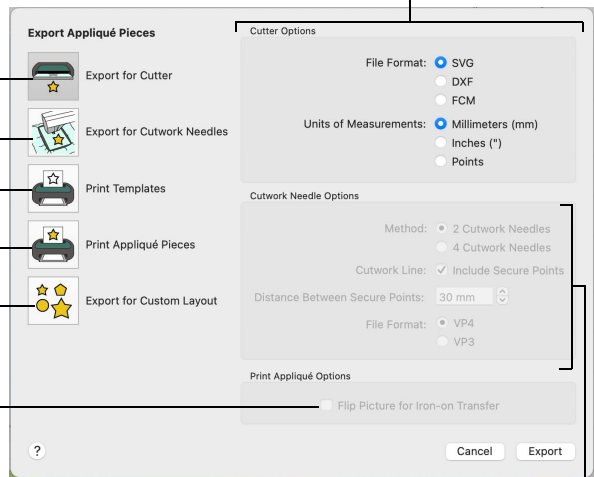 Export Appliqué Pieces
Export for Cutter
Export for Cutwork Needles
Print Templates
Print Appliqué Pieces
Export for Custom Layout
Cutter Options
File Format: SVG
DXF
FCM
Units of Measurements: Millimeters (mm)
Inches (")
Points
Cutwork Needle Options
Method: 2 Cutwork Needles
4 Cutwork Needles
Cutwork Line: Include Secure Points
Distance Between Secure Points: 30 mm
File Format: VP4
VP3
Print Appliqué Options
Flip Picture for Iron-on Transfer
? Cancel Export